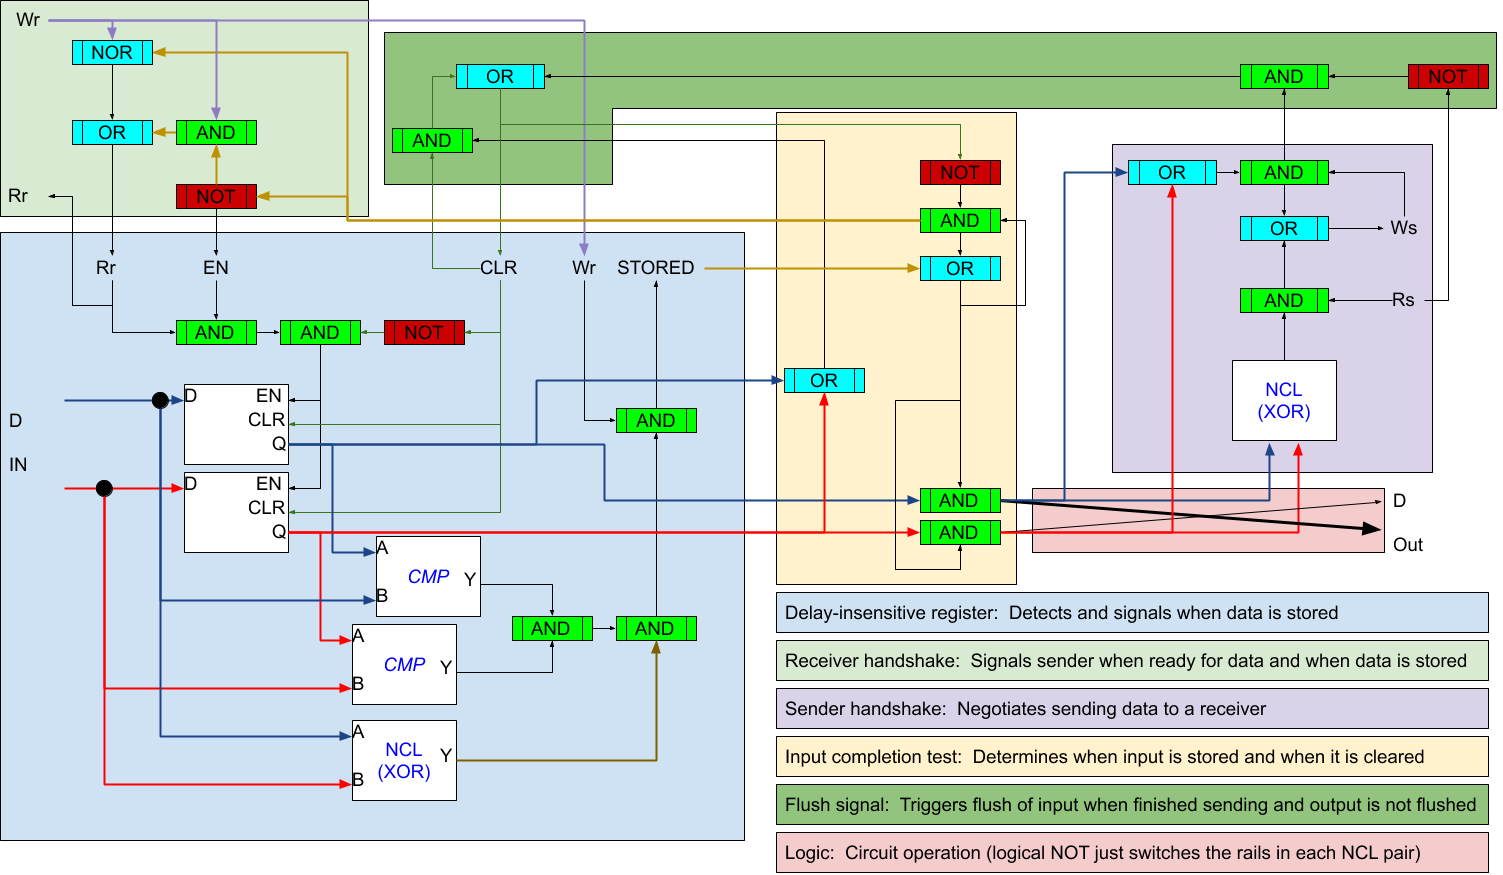 Wr
NOR
OR
AND
Rr
NOT
OR
AND
NOT
AND
NOT
AND
OR
OR
AND
OR
Ws
AND
Rs
NCL
(XOR)
Rr
EN
CLR
Wr
STORED
AND
AND
NOT
OR
D
IN
D
EN
CLR
Q
AND
D
EN
CLR
Q
AND
AND
D
Out
A
CMP
Y
B
AND
AND
A
CMP
Y
B
A
NCL
(XOR)
Y
B
Delay-insensitive register: Detects and signals when data is stored
Receiver handshake: Signals sender when ready for data and when data is stored
Sender handshake: Negotiates sending data to a receiver
Input completion test: Determines when input is stored and when it is cleared
Flush signal: Triggers flush of input when finished sending and output is not flushed
Logic: Circuit operation (logical NOT just switches the rails in each NCL pair)